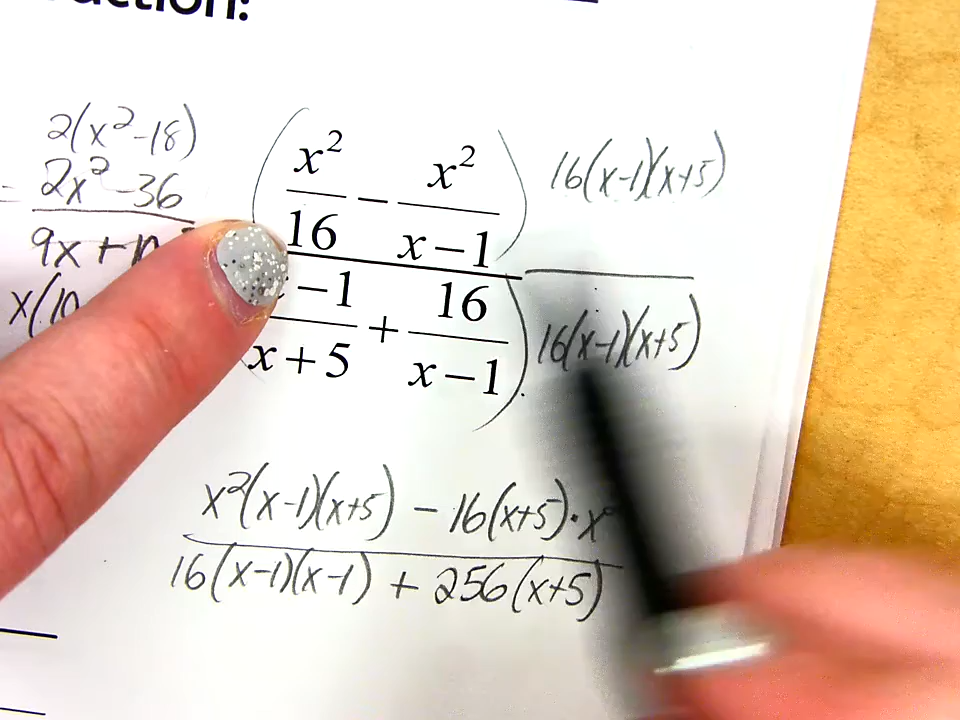 2(x²-18)
= 2x²-36
9x +
x(10
( x²/16 − x²/(x−1) ) 16(x-1)(x+5)
−1/(x+5) + 16/(x−1) ) 16(x-1)(x+5)
x²(x-1)(x+5) - 16(x+5)·x
16(x-1)(x-1) + 256(x+5)